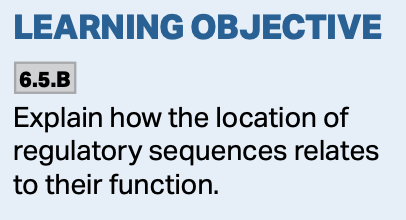 LEARNING OBJECTIVE
6.5.B
Explain how the location of
regulatory sequences relates
to their function.